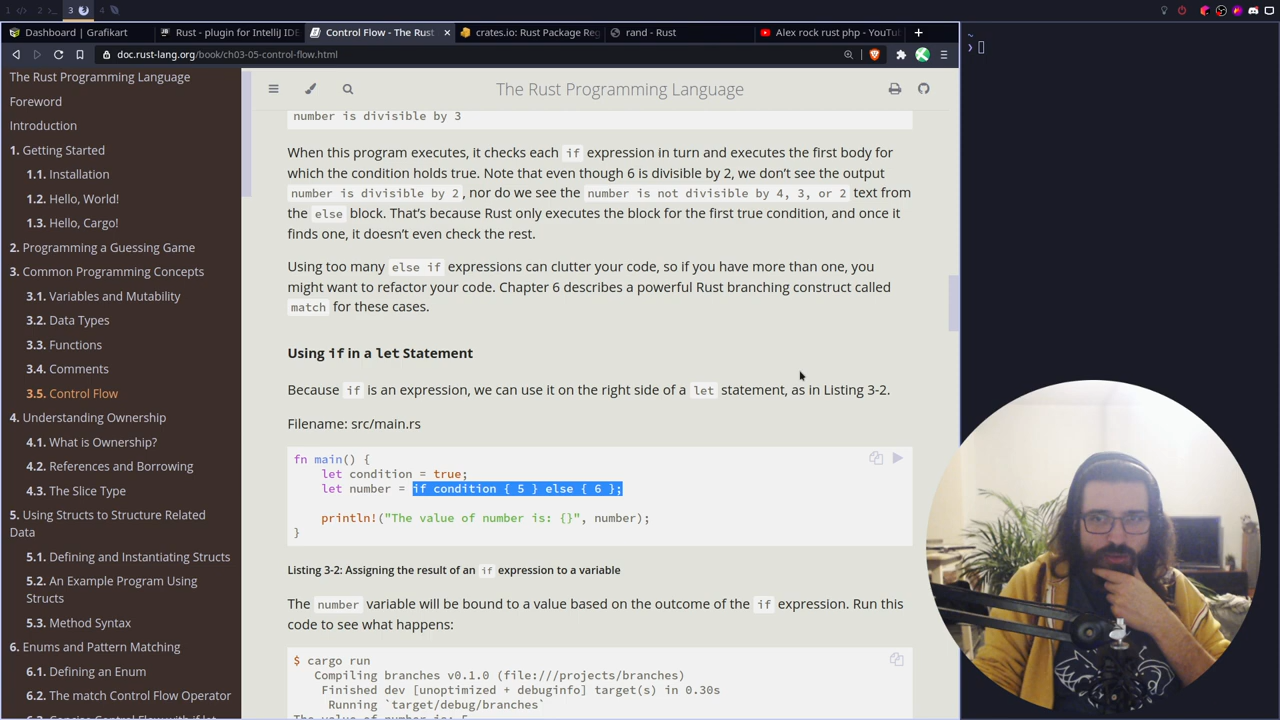 1
2
3
4
Dashboard | Grafikart
Rust - plugin for IntelliJ IDE
Control Flow - The Rust
crates.io: Rust Package Reg
rand - Rust
Alex rock rust php - YouTu
doc.rust-lang.org/book/ch03-05-control-flow.html
The Rust Programming Language
Foreword
Introduction
1. Getting Started
1.1. Installation
1.2. Hello, World!
1.3. Hello, Cargo!
2. Programming a Guessing Game
3. Common Programming Concepts
3.1. Variables and Mutability
3.2. Data Types
3.3. Functions
3.4. Comments
3.5. Control Flow
4. Understanding Ownership
4.1. What is Ownership?
4.2. References and Borrowing
4.3. The Slice Type
5. Using Structs to Structure Related
Data
5.1. Defining and Instantiating Structs
5.2. An Example Program Using
Structs
5.3. Method Syntax
6. Enums and Pattern Matching
6.1. Defining an Enum
6.2. The match Control Flow Operator
6.3. Concise Control Flow with if let
The Rust Programming Language
number is divisible by 3
When this program executes, it checks each if expression in turn and executes the first body for
which the condition holds true. Note that even though 6 is divisible by 2, we don't see the output
number is divisible by 2, nor do we see the number is not divisible by 4, 3, or 2 text from
the else block. That's because Rust only executes the block for the first true condition, and once it
finds one, it doesn't even check the rest.
Using too many else if expressions can clutter your code, so if you have more than one, you
might want to refactor your code. Chapter 6 describes a powerful Rust branching construct called
match for these cases.
Using if in a let Statement
Because if is an expression, we can use it on the right side of a let statement, as in Listing 3-2.
Filename: src/main.rs
fn main() {
let condition = true;
let number = if condition { 5 } else { 6 };
println!("The value of number is: {}", number);
}
Listing 3-2: Assigning the result of an if expression to a variable
The number variable will be bound to a value based on the outcome of the if expression. Run this
code to see what happens:
$ cargo run
Compiling branches v0.1.0 (file:///projects/branches)
Finished dev [unoptimized + debuginfo] target(s) in 0.30s
Running `target/debug/branches`
The value of number is: 5
~
❯